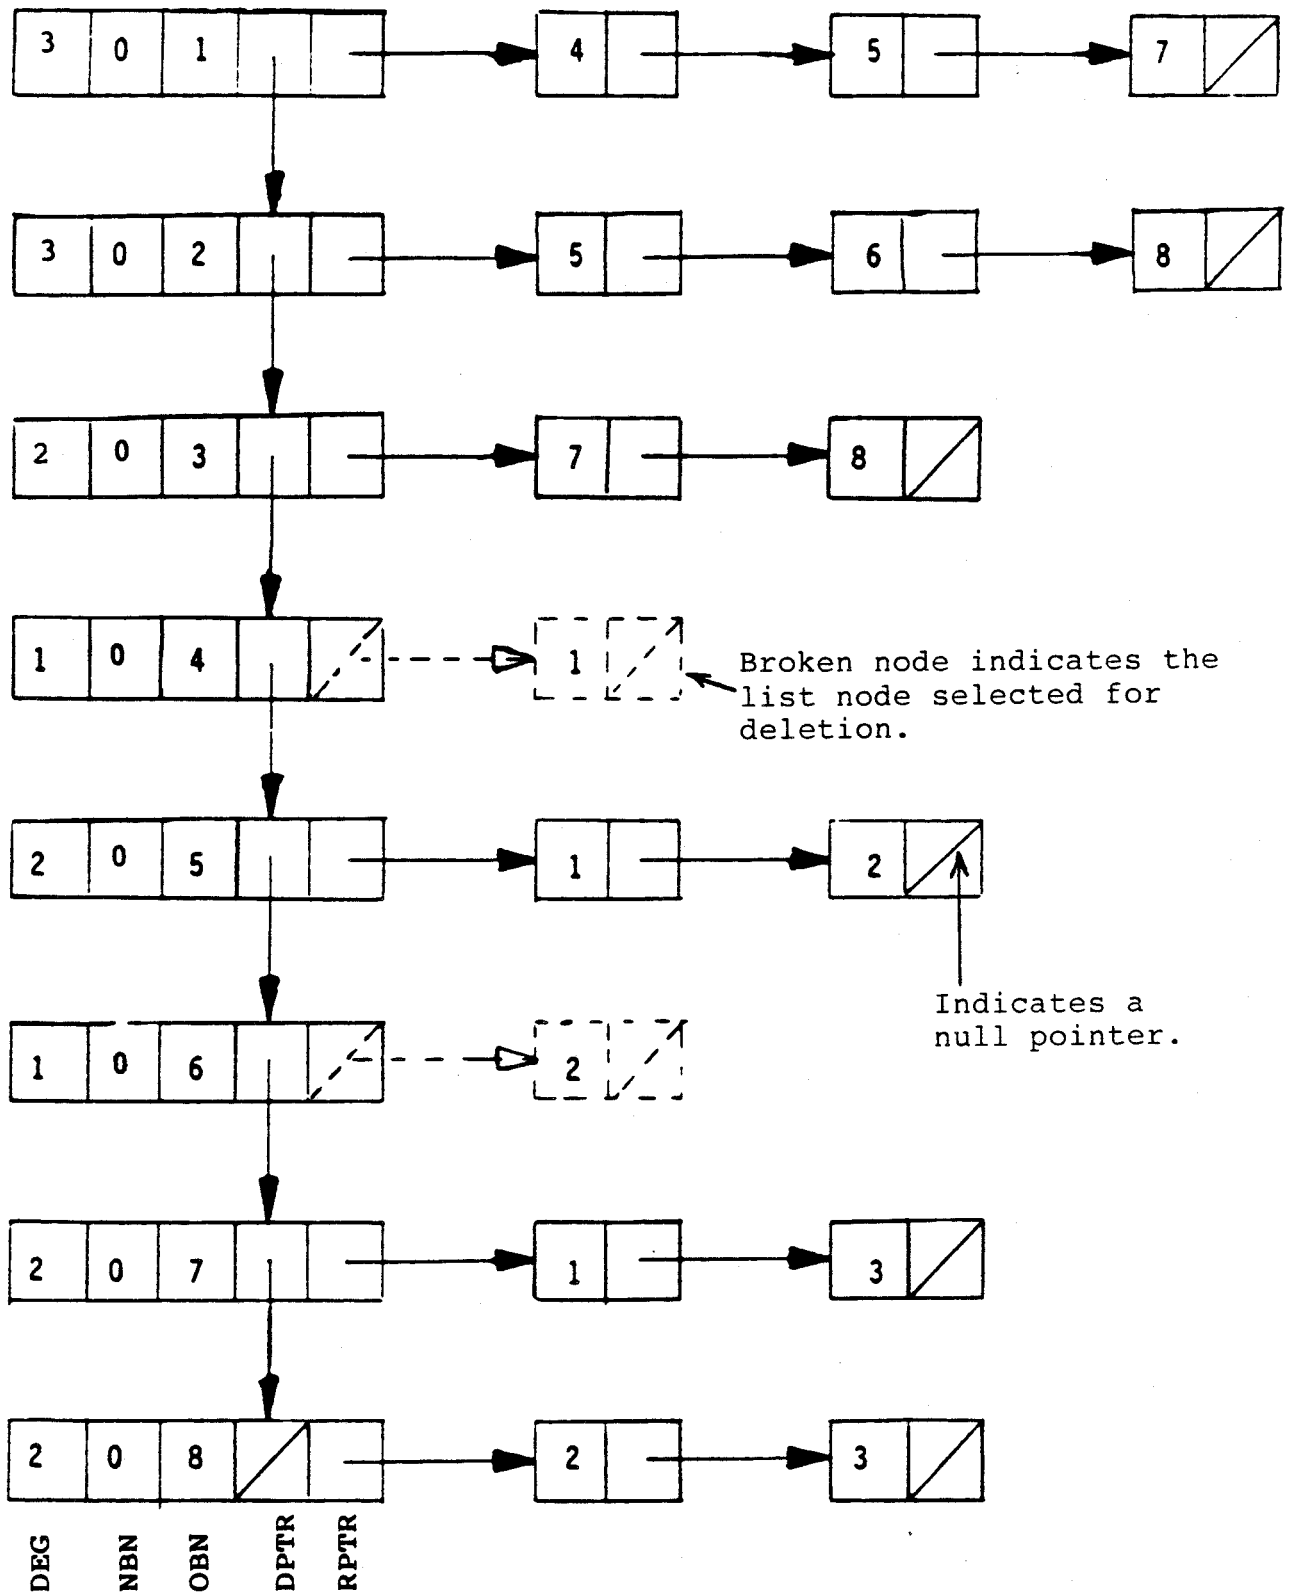 3 0 1 4 5 7
3 0 2 5 6 8
2 0 3 7 8
1 0 4 1
Broken node indicates the
list node selected for
deletion.
2 0 5 1 2
Indicates a
null pointer.
1 0 6 2
2 0 7 1 3
2 0 8 2 3
DEG NBN OBN DPTR RPTR